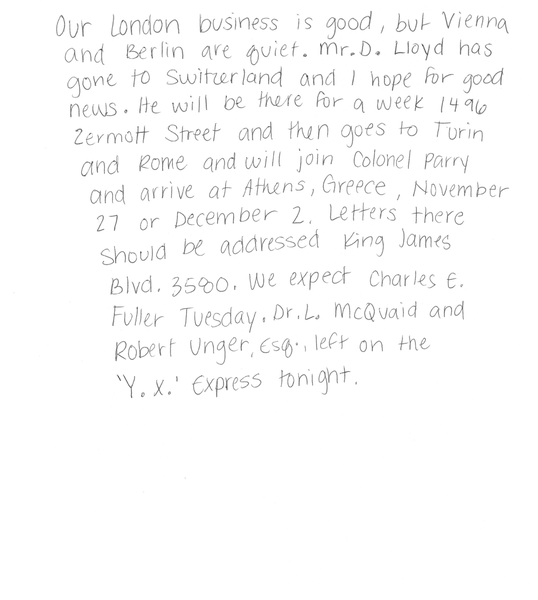 Our London business is good, but Vienna
and Berlin are quiet. Mr. D. Lloyd has
gone to Switzerland and I hope for good
news. He will be there for a week 1496
Zermott Street and then goes to Turin
and Rome and will join Colonel Parry
and arrive at Athens, Greece, November
27 or December 2. Letters there
should be addressed King James
Blvd. 3580. We expect Charles E.
Fuller Tuesday. Dr. L. McQuaid and
Robert Unger, Esq., left on the
'Y. X.' Express tonight.